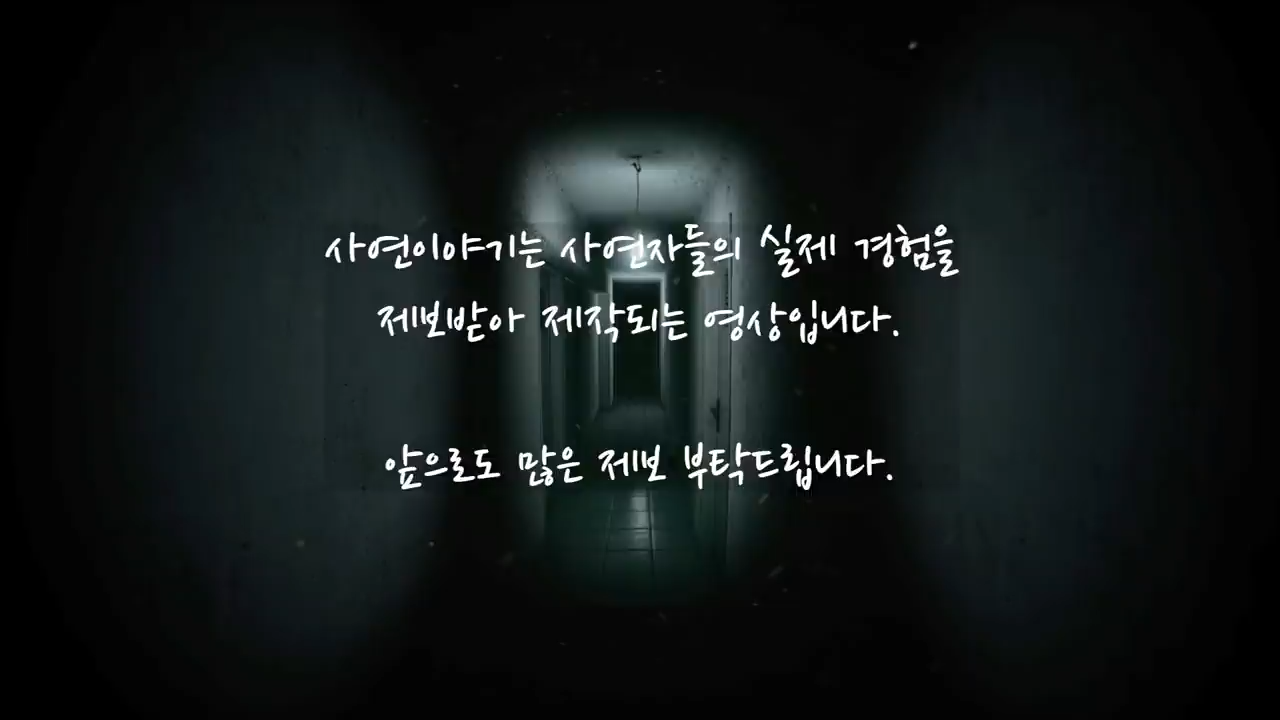 사연이야기는 사연자들의 실제 경험을
제보받아 제작되는 영상입니다.
앞으로도 많은 제보 부탁드립니다.